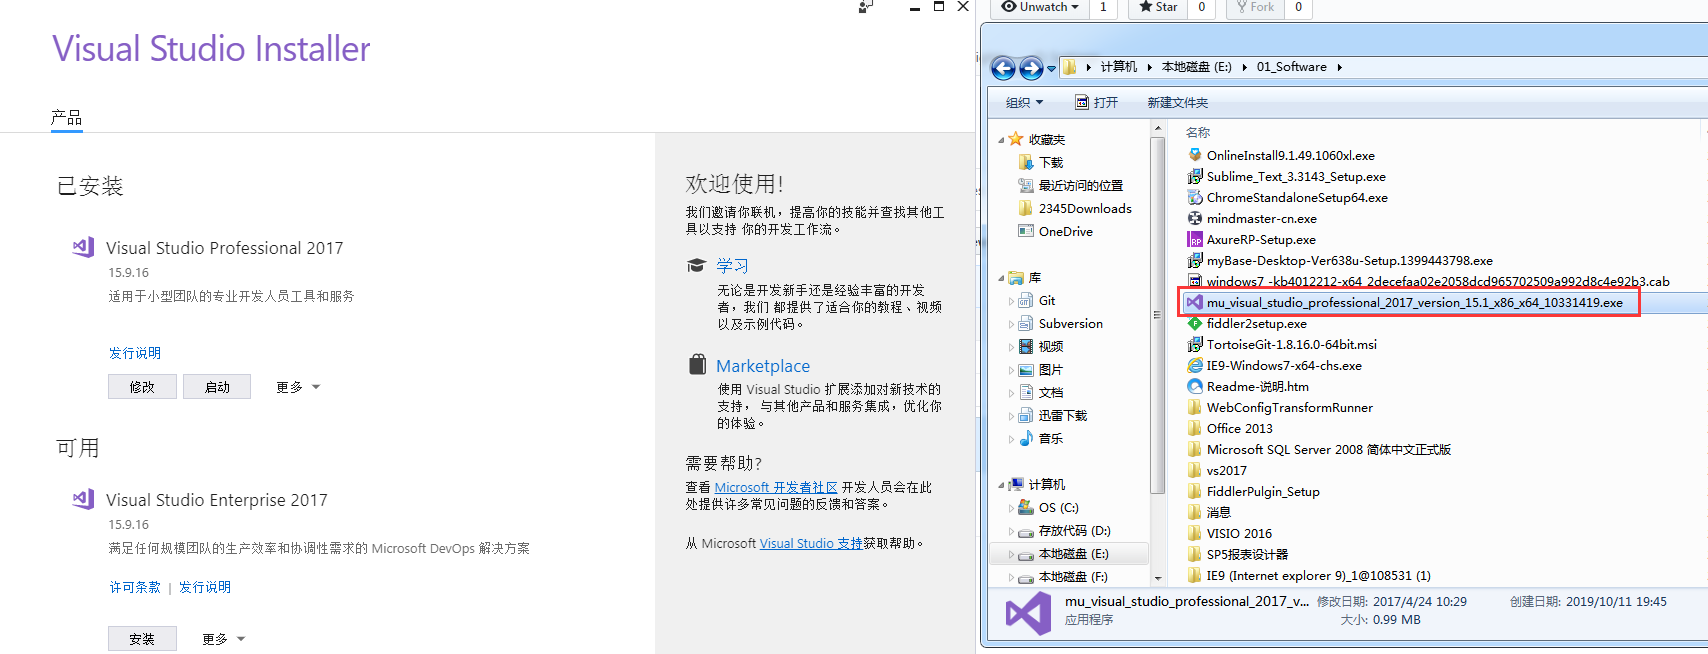 Visual Studio Installer
产品
已安装
Visual Studio Professional 2017
15.9.16
适用于小型团队的专业开发人员工具和服务
发行说明
修改
启动
更多
可用
Visual Studio Enterprise 2017
15.9.16
满足任何规模团队的生产效率和协调性需求的 Microsoft DevOps 解决方案
许可条款 | 发行说明
安装
更多
欢迎使用!
我们邀请你联机，提高你的技能并查找其他工
具以支持 你的开发工作流。
学习
无论是开发新手还是经验丰富的开发
者，我们 都提供了适合你的教程、视频
以及示例代码。
Marketplace
使用 Visual Studio 扩展添加对新技术的
支持， 与其他产品和服务集成，优化你
的体验。
需要帮助?
查看 Microsoft 开发者社区 开发人员会在此
处提供许多常见问题的反馈和答案。
从 Microsoft Visual Studio 支持获取帮助。
Unwatch 1 Star 0 Fork 0
计算机 本地磁盘 (E:) 01_Software
组织 打开 新建文件夹
收藏夹
下载
最近访问的位置
2345Downloads
OneDrive
库
Git
Subversion
视频
图片
文档
迅雷下载
音乐
计算机
OS (C:)
存放代码 (D:)
本地磁盘 (E:)
本地磁盘 (F:)
名称
OnlineInstall9.1.49.1060xl.exe
Sublime_Text_3.3143_Setup.exe
ChromeStandaloneSetup64.exe
mindmaster-cn.exe
AxureRP-Setup.exe
myBase-Desktop-Ver638u-Setup.1399443798.exe
windows7 -kb4012212-x64_2decefaa02e2058dcd965702509a992d8c4e92b3.cab
mu_visual_studio_professional_2017_version_15.1_x86_x64_10331419.exe
fiddler2setup.exe
TortoiseGit-1.8.16.0-64bit.msi
IE9-Windows7-x64-chs.exe
Readme-说明.htm
WebConfigTransformRunner
Office 2013
Microsoft SQL Server 2008 简体中文正式版
vs2017
FiddlerPulgin_Setup
消息
VISIO 2016
SP5报表设计器
IE9 (Internet explorer 9)_1@108531 (1)
mu_visual_studio_professional_2017_v... 修改日期: 2017/4/24 10:29 创建日期: 2019/10/11 19:45
应用程序 大小: 0.99 MB